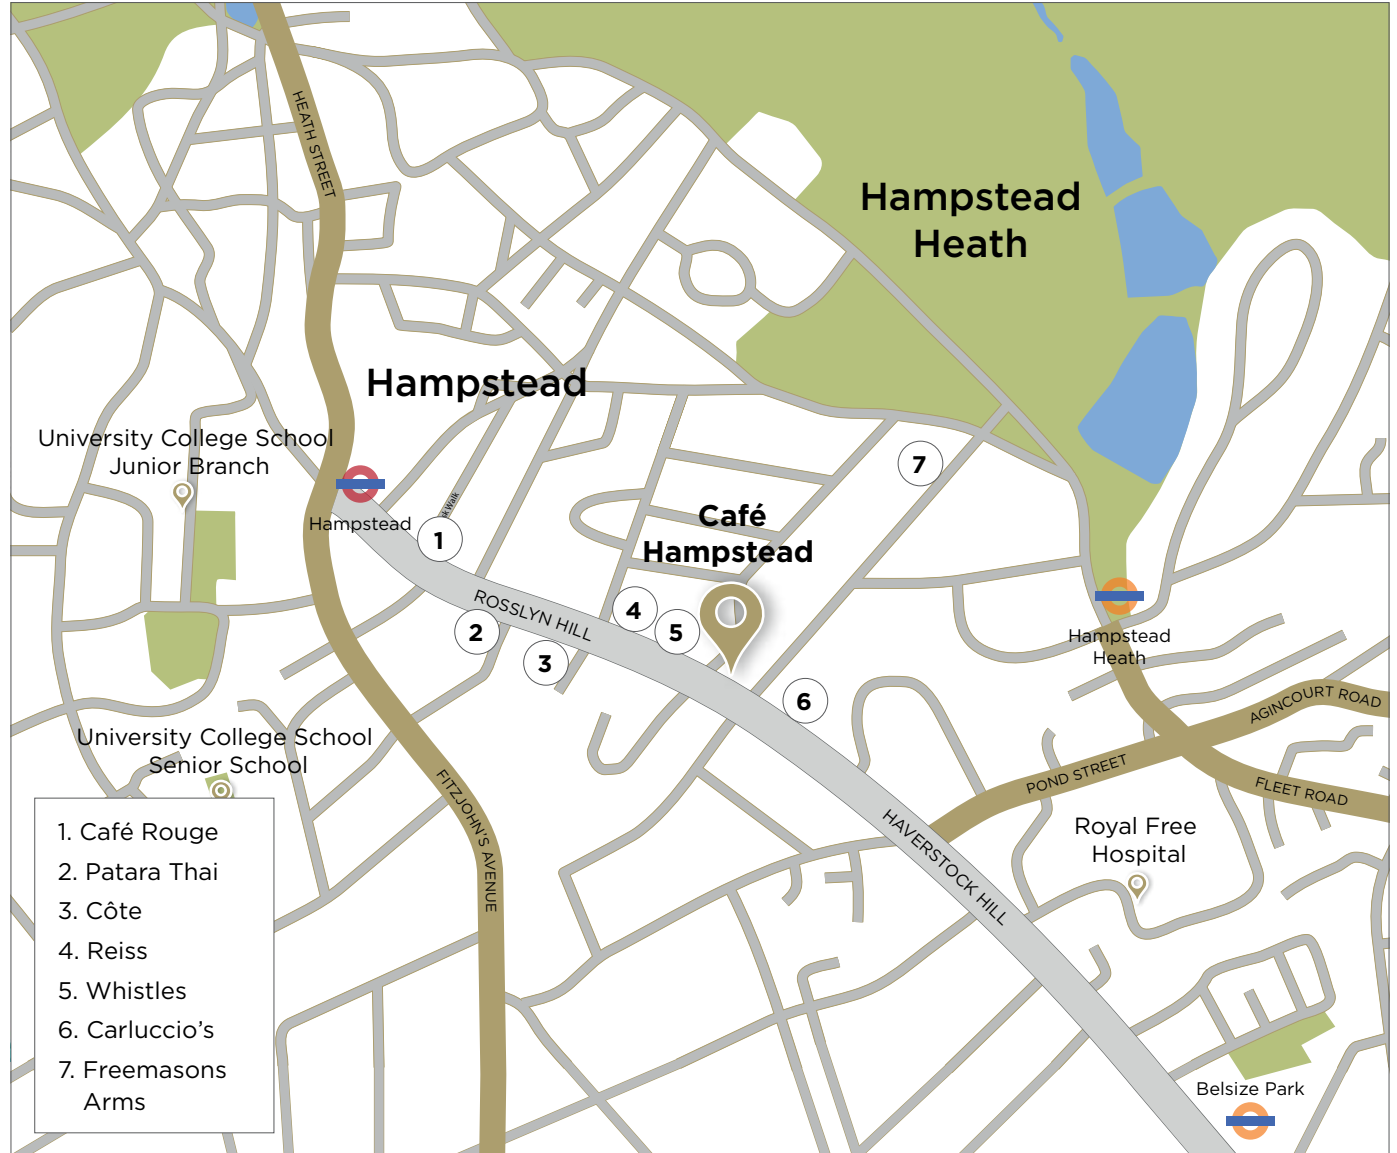 HEATH STREET
Hampstead
Heath
Hampstead
University College School
Junior Branch
7
Café
Hampstead
Hampstead
Walk
1
ROSSLYN HILL
4
5
2
3
6
Hampstead
Heath
AGINCOURT ROAD
POND STREET
FLEET ROAD
University College School
Senior School
FITZJOHN'S AVENUE
HAVERSTOCK HILL
Royal Free
Hospital
1. Café Rouge
2. Patara Thai
3. Côte
4. Reiss
5. Whistles
6. Carluccio’s
7. Freemasons
Arms
Belsize Park